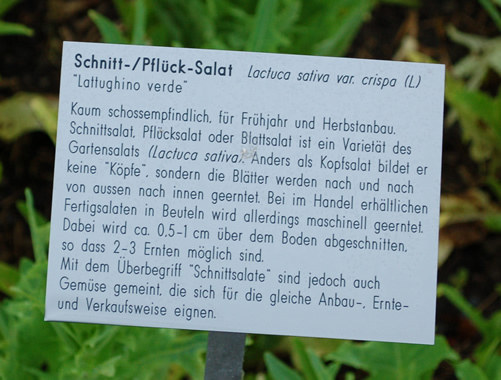 Schnitt-/Pflück-Salat Lactuca sativa var. crispa (L)
"Lattughino verde"
Kaum schossempfindlich, für Frühjahr und Herbstanbau.
Schnittsalat, Pflücksalat oder Blattsalat ist ein Varietät des
Gartensalats (Lactuca sativa). Anders als Kopfsalat bildet er
keine "Köpfe", sondern die Blätter werden nach und nach
von aussen nach innen geerntet. Bei im Handel erhältlichen
Fertigsalaten in Beuteln wird allerdings maschinell geerntet.
Dabei wird ca. 0,5-1 cm über dem Boden abgeschnitten,
so dass 2-3 Ernten möglich sind.
Mit dem Überbegriff "Schnittsalate" sind jedoch auch
Gemüse gemeint, die sich für die gleiche Anbau-, Ernte-
und Verkaufsweise eignen.